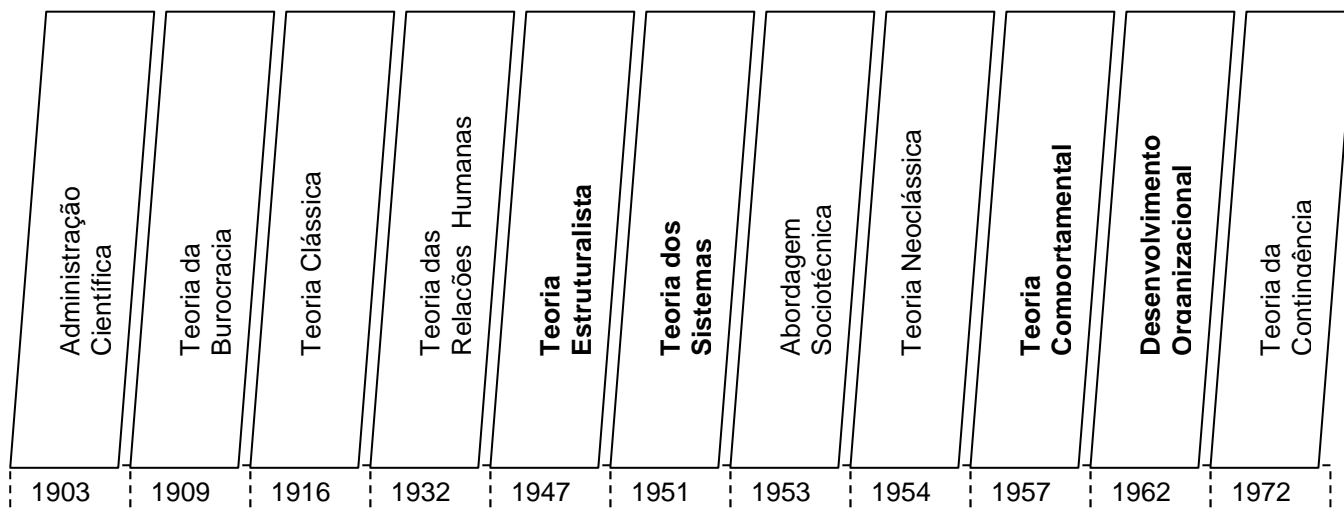 Administração
Científica
Teoria da
Burocracia
Teoria Clássica
Teoria das
Relações Humanas
Teoria
Estruturalista
Teoria dos
Sistemas
Abordagem
Sociotécnica
Teoria Neoclássica
Teoria
Comportamental
Desenvolvimento
Organizacional
Teoria da
Contingência
1903 1909 1916 1932 1947 1951 1953 1954 1957 1962 1972